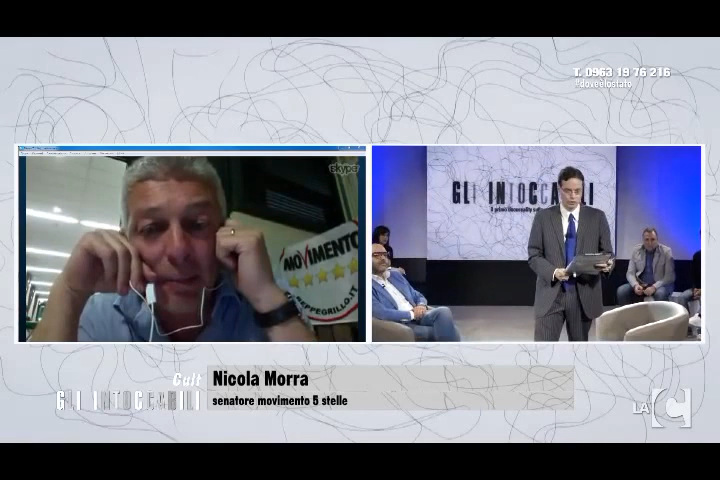 T. 0963 19 76 216
#doveèlostato
skype
MOVIMENTO
BEPPEGRILLO.IT
GLI INTOCCABILI
Cult
GLI INTOCCABILI
Nicola Morra
senatore movimento 5 stelle
LA C